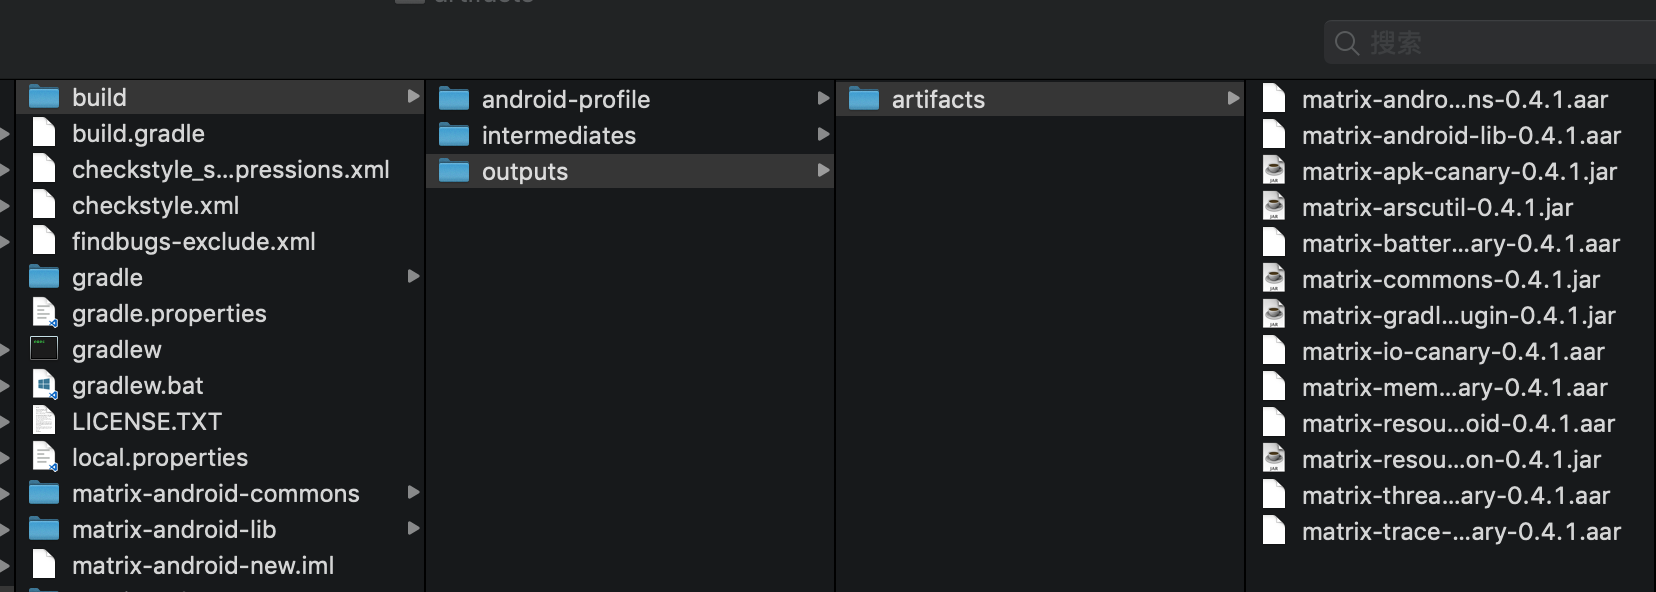 artifacts
搜索
build
build.gradle
checkstyle_s...pressions.xml
checkstyle.xml
findbugs-exclude.xml
gradle
gradle.properties
gradlew
gradlew.bat
LICENSE.TXT
local.properties
matrix-android-commons
matrix-android-lib
matrix-android-new.iml
android-profile
intermediates
outputs
artifacts
matrix-andro...ns-0.4.1.aar
matrix-android-lib-0.4.1.aar
matrix-apk-canary-0.4.1.jar
matrix-arscutil-0.4.1.jar
matrix-batter...ary-0.4.1.aar
matrix-commons-0.4.1.jar
matrix-gradl...ugin-0.4.1.jar
matrix-io-canary-0.4.1.aar
matrix-mem...ary-0.4.1.aar
matrix-resou...oid-0.4.1.aar
matrix-resou...on-0.4.1.jar
matrix-threa...ary-0.4.1.aar
matrix-trace-...ary-0.4.1.aar